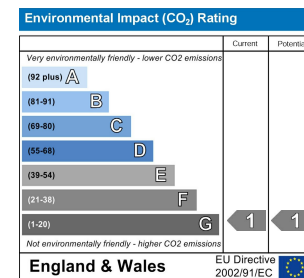 Environmental Impact (CO₂) Rating
Current Potential
Very environmentally friendly - lower CO2 emissions
(92 plus) A
(81-91) B
(69-80) C
(55-68) D
(39-54) E
(21-38) F
(1-20) G 1 1
Not environmentally friendly - higher CO2 emissions
England & Wales
EU Directive
2002/91/EC